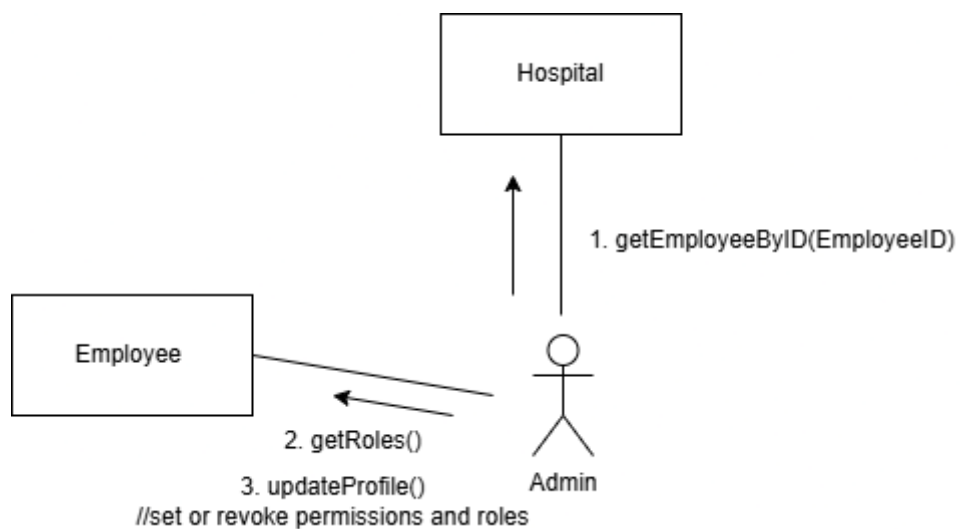 Hospital
1. getEmployeeByID(EmployeeID)
Employee
2. getRoles()
Admin
3. updateProfile()
//set or revoke permissions and roles